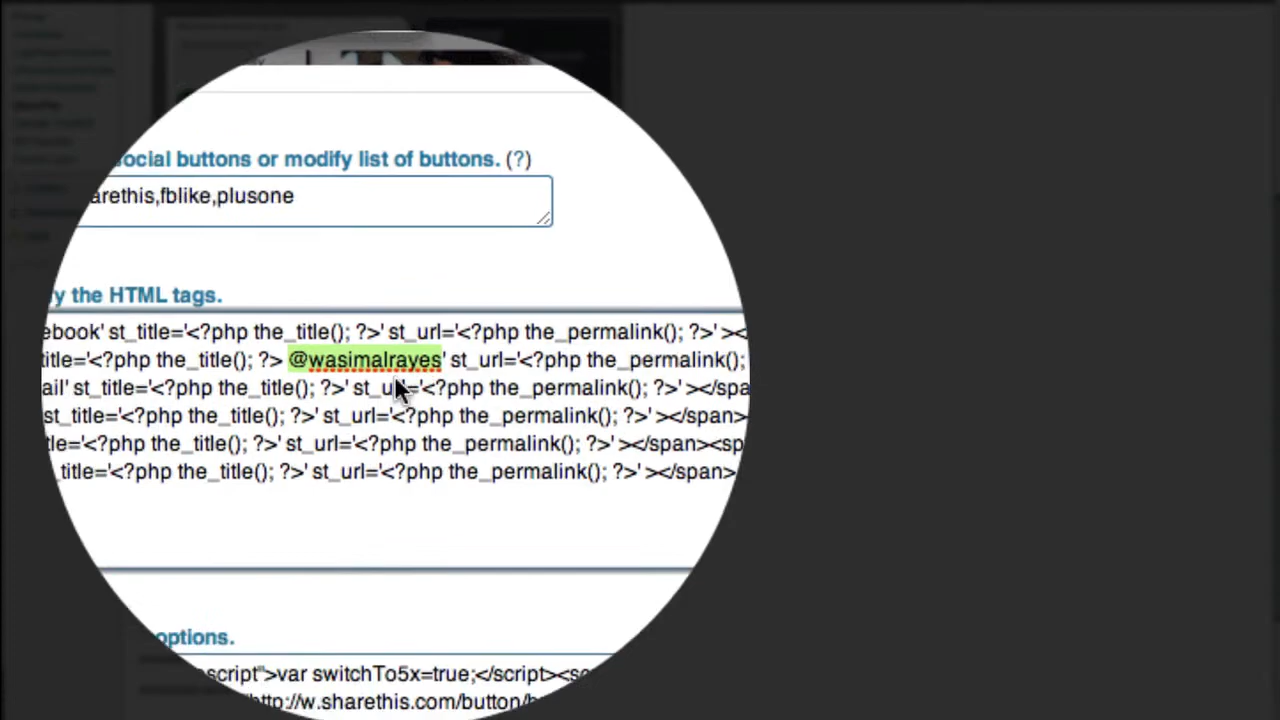 social buttons or modify list of buttons. (?)
arethis,fblike,plusone
y the HTML tags.
ebook' st_title='<?php the_title(); ?>' st_url='<?php the_permalink(); ?>' ><
title='<?php the_title(); ?> @wasimalrayes' st_url='<?php the_permalink();
ail' st_title='<?php the_title(); ?>' st_url='<?php the_permalink(); ?>' ></spa
st_title='<?php the_title(); ?>' st_url='<?php the_permalink(); ?>' ></span>
tle='<?php the_title(); ?>' st_url='<?php the_permalink(); ?>' ></span><sp
_title='<?php the_title(); ?>' st_url='<?php the_permalink(); ?>' ></span>
options.
script">var switchTo5x=true;</script><sc
http://w.sharethis.com/button/b